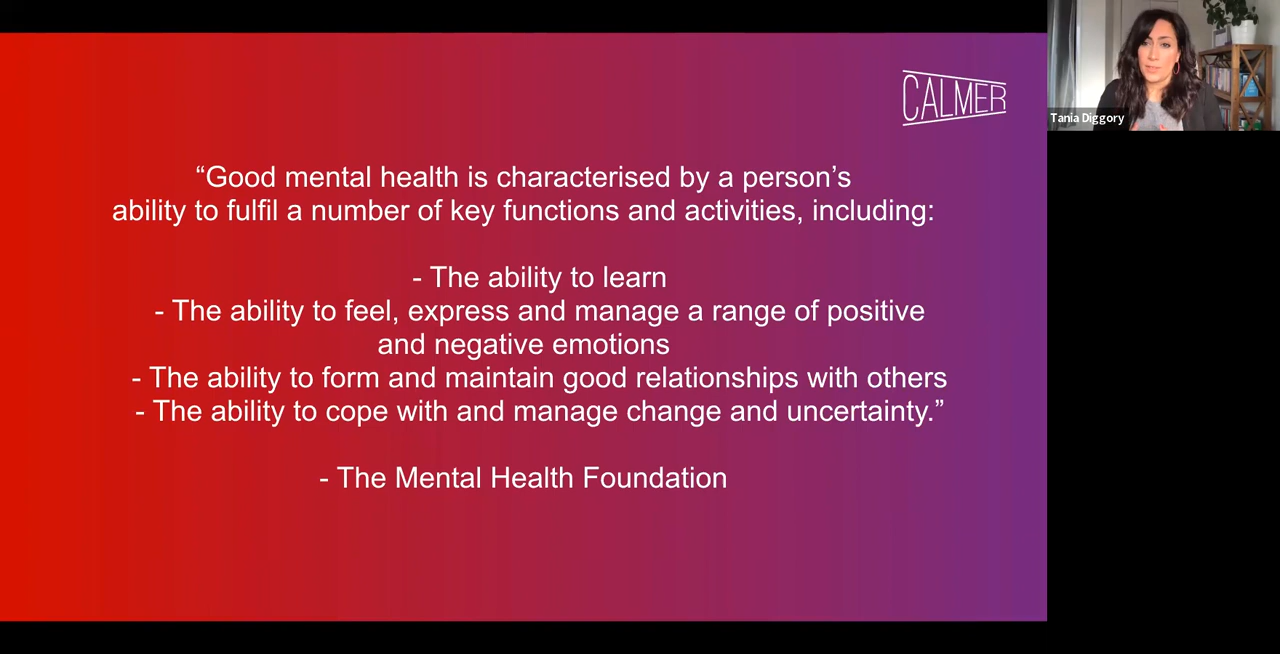 CALMER
Tania Diggory
“Good mental health is characterised by a person’s
ability to fulfil a number of key functions and activities, including:
- The ability to learn
- The ability to feel, express and manage a range of positive
and negative emotions
- The ability to form and maintain good relationships with others
- The ability to cope with and manage change and uncertainty.”
- The Mental Health Foundation